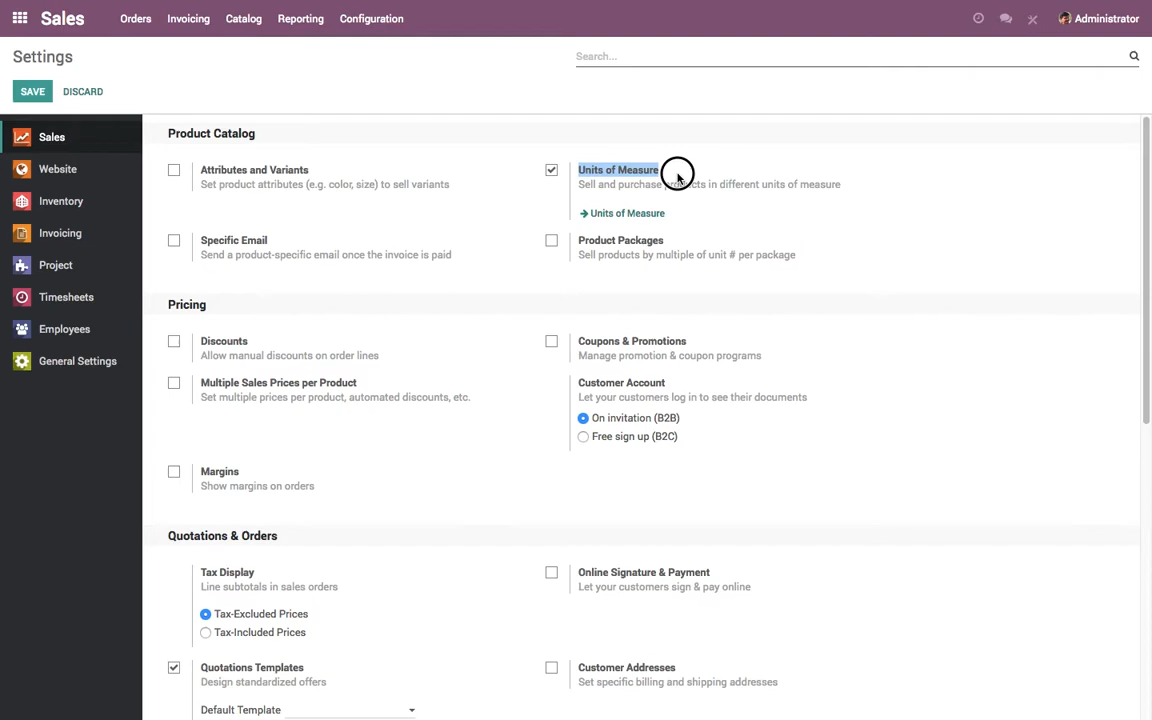 Sales Orders Invoicing Catalog Reporting Configuration Administrator
Settings
Search...
SAVE DISCARD
Sales
Website
Inventory
Invoicing
Project
Timesheets
Employees
General Settings
Product Catalog
Attributes and Variants
Set product attributes (e.g. color, size) to sell variants
Units of Measure
Sell and purchase products in different units of measure
Units of Measure
Specific Email
Send a product-specific email once the invoice is paid
Product Packages
Sell products by multiple of unit # per package
Pricing
Discounts
Allow manual discounts on order lines
Coupons & Promotions
Manage promotion & coupon programs
Multiple Sales Prices per Product
Set multiple prices per product, automated discounts, etc.
Customer Account
Let your customers log in to see their documents
On invitation (B2B)
Free sign up (B2C)
Margins
Show margins on orders
Quotations & Orders
Tax Display
Line subtotals in sales orders
Tax-Excluded Prices
Tax-Included Prices
Online Signature & Payment
Let your customers sign & pay online
Quotations Templates
Design standardized offers
Default Template
Customer Addresses
Set specific billing and shipping addresses